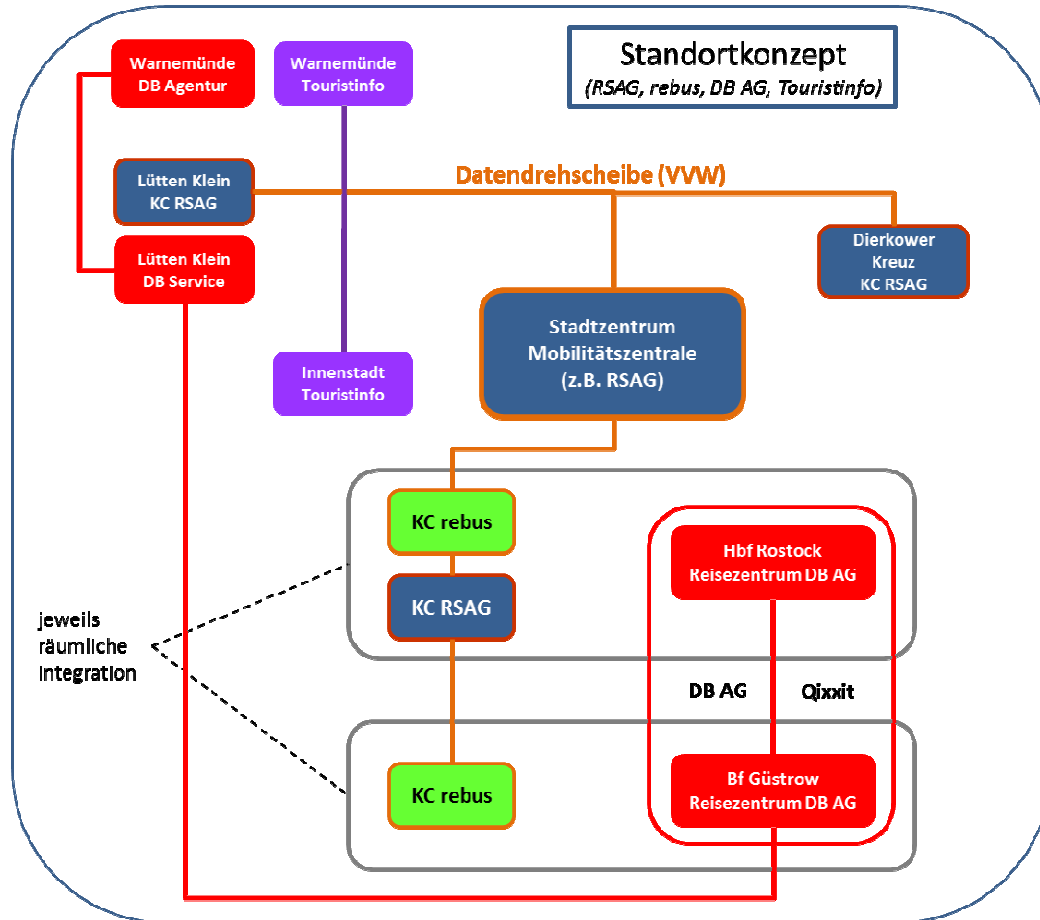 Standortkonzept
(RSAG, rebus, DB AG, Touristinfo)
Warnemünde
DB Agentur
Warnemünde
Touristinfo
Lütten Klein
KC RSAG
Datendrehscheibe (VVW)
Dierkower
Kreuz
KC RSAG
Lütten Klein
DB Service
Stadtzentrum
Mobilitätszentrale
(z.B. RSAG)
Innenstadt
Touristinfo
KC rebus
KC RSAG
Hbf Rostock
Reisezentrum DB AG
jeweils
räumliche
Integration
DB AG
Qixxit
KC rebus
Bf Güstrow
Reisezentrum DB AG